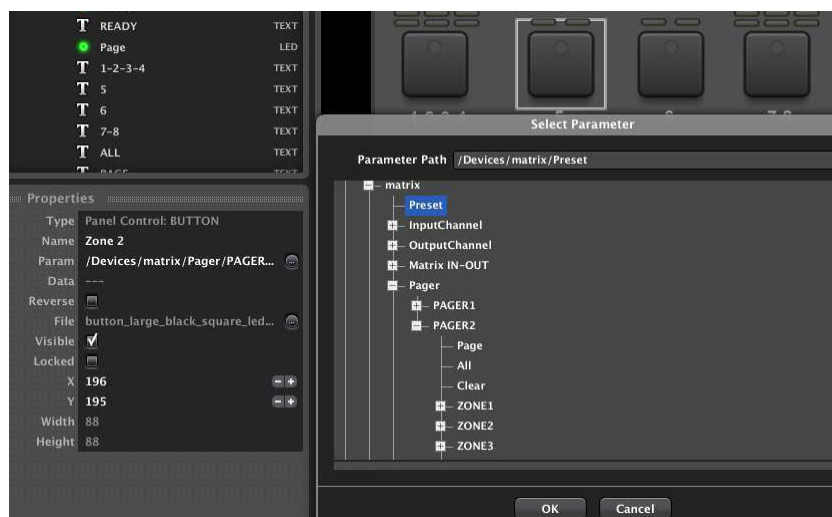 READY TEXT
Page LED
1-2-3-4 TEXT
5 TEXT
6 TEXT
7-8 TEXT
ALL TEXT
Select Parameter
Parameter Path /Devices/matrix/Preset
matrix
Preset
InputChannel
OutputChannel
Matrix IN-OUT
Pager
PAGER1
PAGER2
Page
All
Clear
ZONE1
ZONE2
ZONE3
OK Cancel
Properties
Type Panel Control: BUTTON
Name Zone 2
Param /Devices/matrix/Pager/PAGER...
Data ---
Reverse
File button_large_black_square_led...
Visible
Locked
X 196
Y 195
Width 88
Height 88